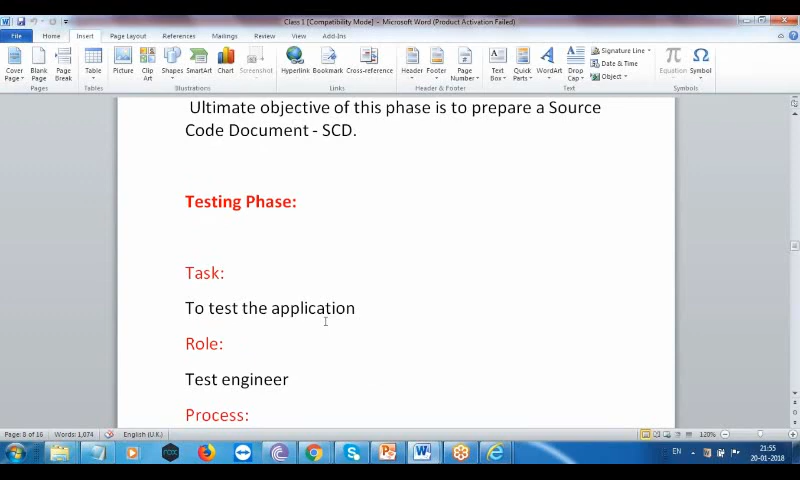 Class 1 [Compatibility Mode] - Microsoft Word (Product Activation Failed)
File Home Insert Page Layout References Mailings Review View Add-Ins
Cover Page Blank Page Page Break Table Picture Clip Art Shapes SmartArt Chart Screenshot Hyperlink Bookmark Cross-reference Header Footer Page Number Text Box Quick Parts WordArt Drop Cap Signature Line Date & Time Object Equation Symbol
Pages Tables Illustrations Links Header & Footer Text Symbols
Ultimate objective of this phase is to prepare a Source
Code Document - SCD.
Testing Phase:
Task:
To test the application
Role:
Test engineer
Process:
Page: 8 of 16 Words: 1,074 English (U.K.) 120%
EN 21:55
20-01-2018